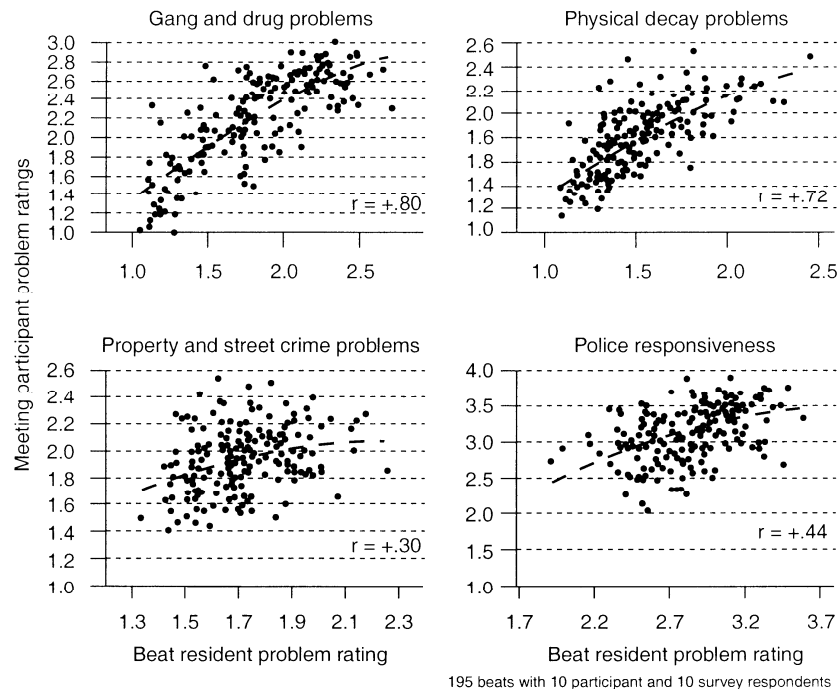 Meeting participant problem ratngs
Gang and drug problems
3.0
2.8
2.6
2.4
2.2
2.0
1.8
1.6
1.4
1.2
1.0
r = +.80
1.0 1.5 2.0 2.5
Physical decay problems
2.6
2.4
2.2
2.0
1.6
1.8
1.4
1.2
1.0
r = +.72
1.0 1.5 2.0 2.5
Property and street crime problems
2.6
2.4
2.2
2.0
1.8
1.6
1.4
1.2
1.0
r = +.30
1.3 1.5 1.7 1.9 2.1 2.3
Beat resident problem rating
Police responsiveness
4.0
3.5
3.0
2.5
2.0
1.5
1.0
r = +.44
1.7 2.2 2.7 3.2 3.7
Beat resident problem rating
195 beats with 10 participant and 10 survey respondents